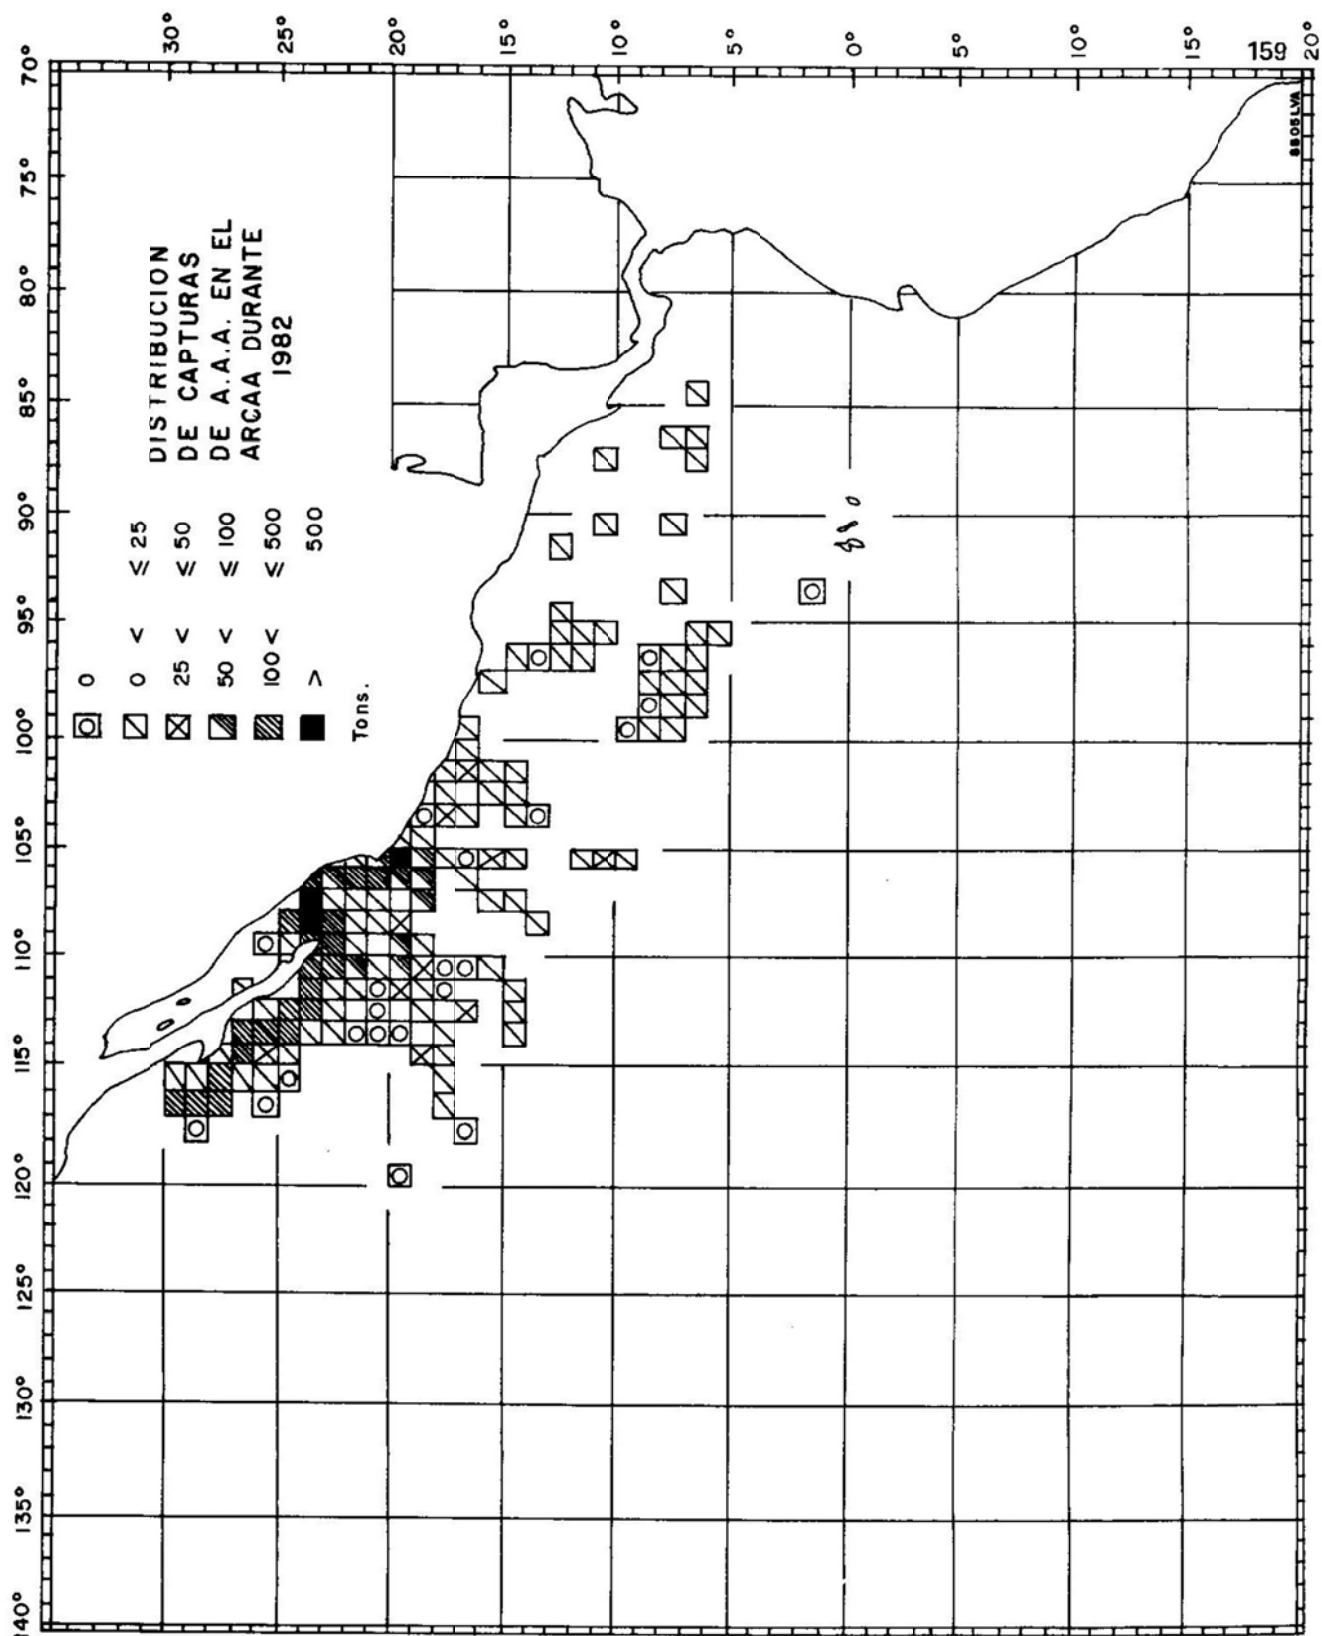 DISTRIBUCION
DE CAPTURAS
DE A.A.A. EN EL
ARCAA DURANTE
1982
0
0 < ≤ 25
25 < ≤ 50
50 < ≤ 100
100 < ≤ 500
> 500
Tons.
140° 135° 130° 125° 120° 115° 110° 105° 100° 95° 90° 85° 80° 75° 70°
30°
25°
20°
15°
10°
5°
0°
5°
10°
15°
20°
8505LVA
159